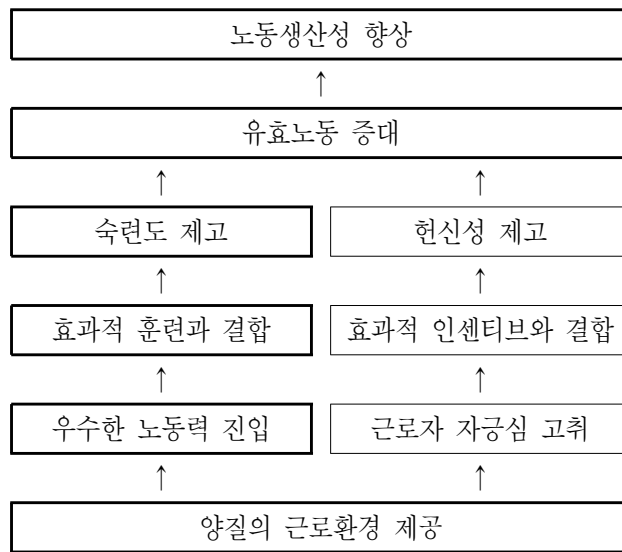 노동생산성 향상
↑
유효노동 증대
↑ ↑
숙련도 제고 헌신성 제고
↑ ↑
효과적 훈련과 결합 효과적 인센티브와 결합
↑ ↑
우수한 노동력 진입 근로자 자긍심 고취
↑ ↑
양질의 근로환경 제공